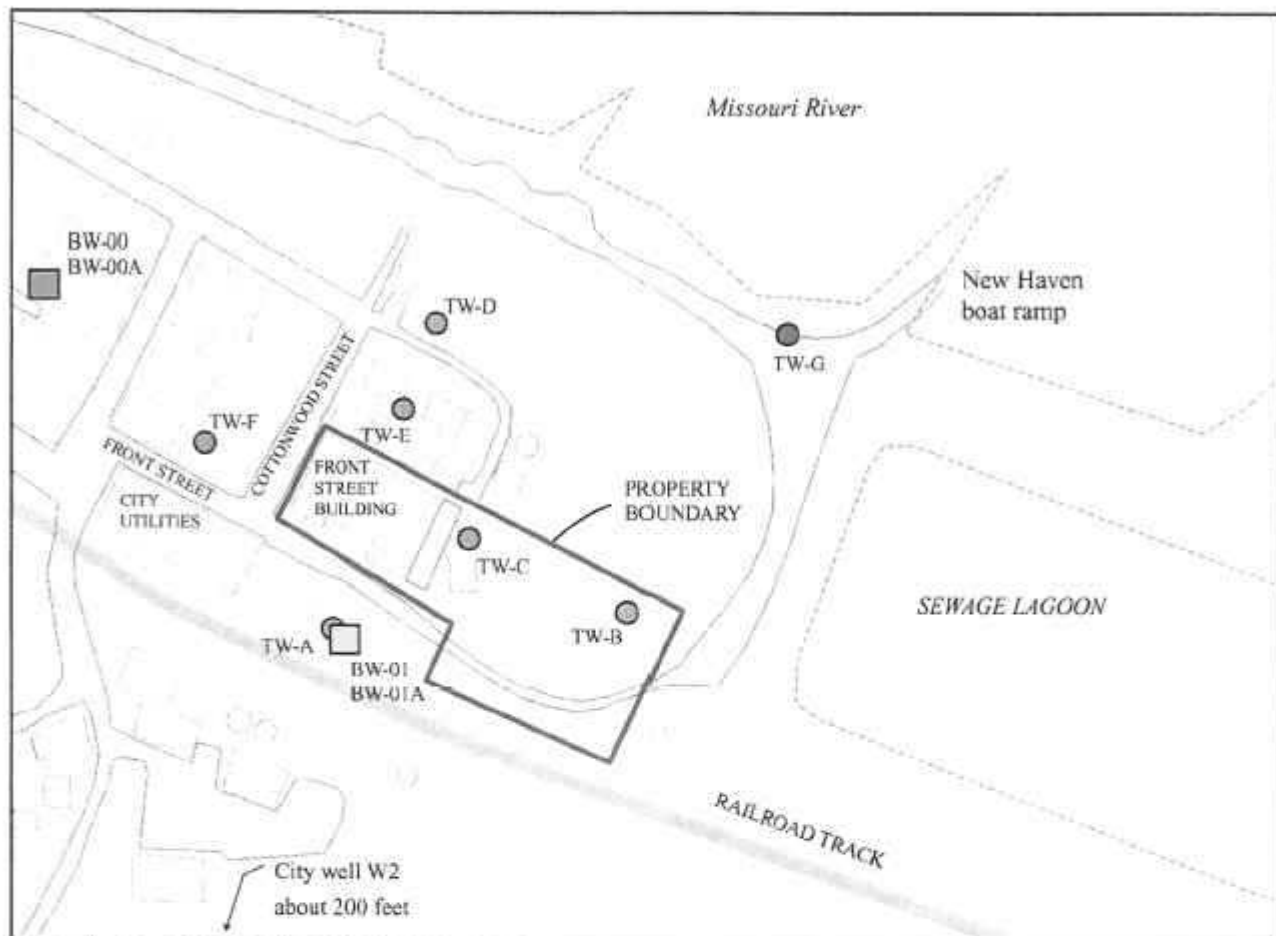 Missouri River
BW-00
BW-00A
New Haven
boat ramp
TW-D
TW-G
COTTONWOOD STREET
TW-F
TW-E
FRONT STREET
FRONT
STREET
BUILDING
CITY
UTILITIES
PROPERTY
BOUNDARY
TW-C
SEWAGE LAGOON
TW-B
TW-A
BW-01
BW-01A
RAILROAD TRACK
City well W2
about 200 feet